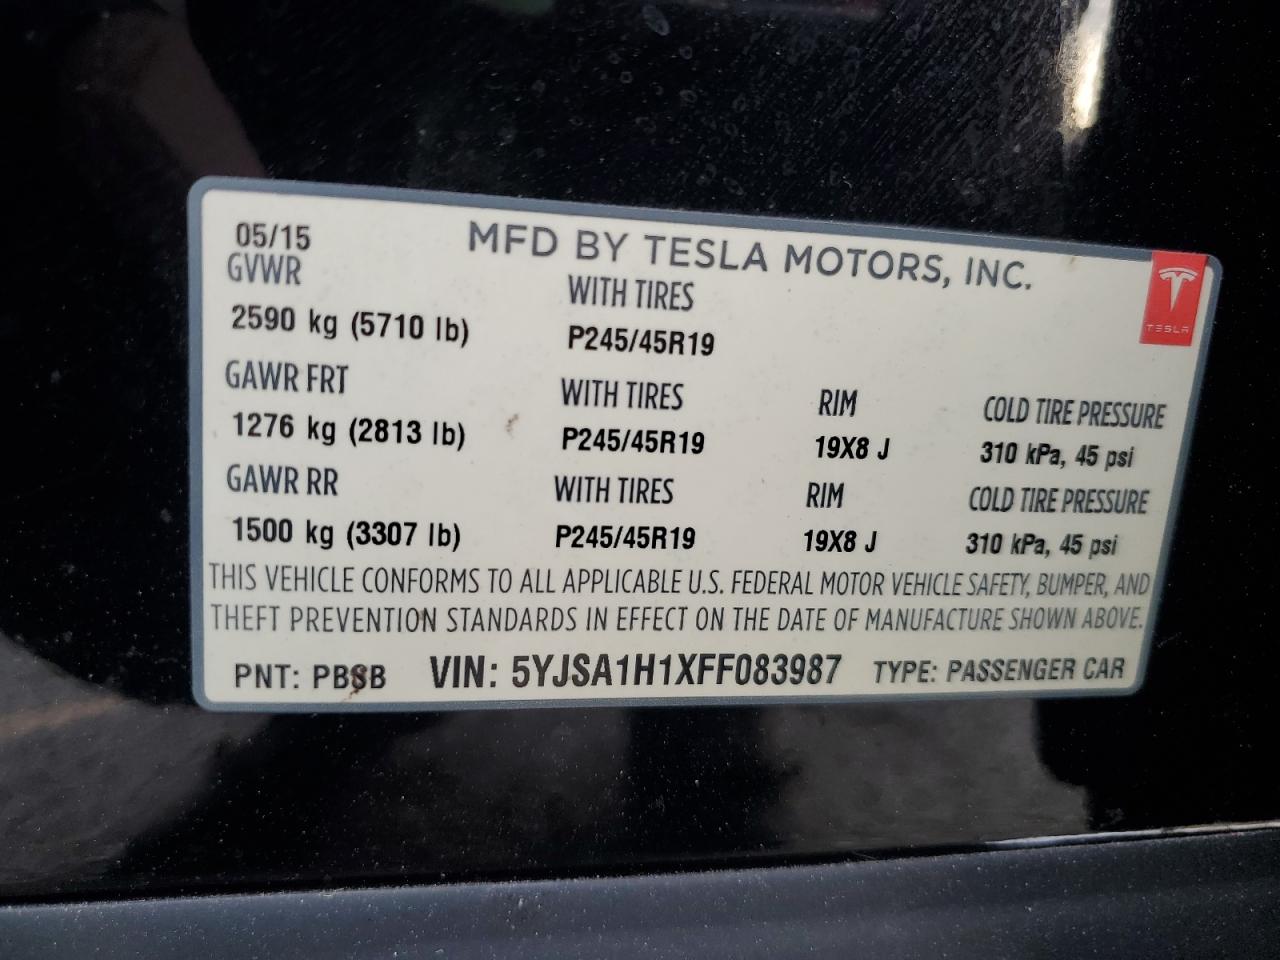 05/15 MFD BY TESLA MOTORS, INC.
TESLA
GVWR WITH TIRES
2590 kg (5710 lb) P245/45R19
GAWR FRT WITH TIRES RIM COLD TIRE PRESSURE
1276 kg (2813 lb) P245/45R19 19X8 J 310 kPa, 45 psi
GAWR RR WITH TIRES RIM COLD TIRE PRESSURE
1500 kg (3307 lb) P245/45R19 19X8 J 310 kPa, 45 psi
THIS VEHICLE CONFORMS TO ALL APPLICABLE U.S. FEDERAL MOTOR VEHICLE SAFETY, BUMPER, AND
THEFT PREVENTION STANDARDS IN EFFECT ON THE DATE OF MANUFACTURE SHOWN ABOVE.
PNT: PBSB VIN: 5YJSA1H1XFF083987 TYPE: PASSENGER CAR